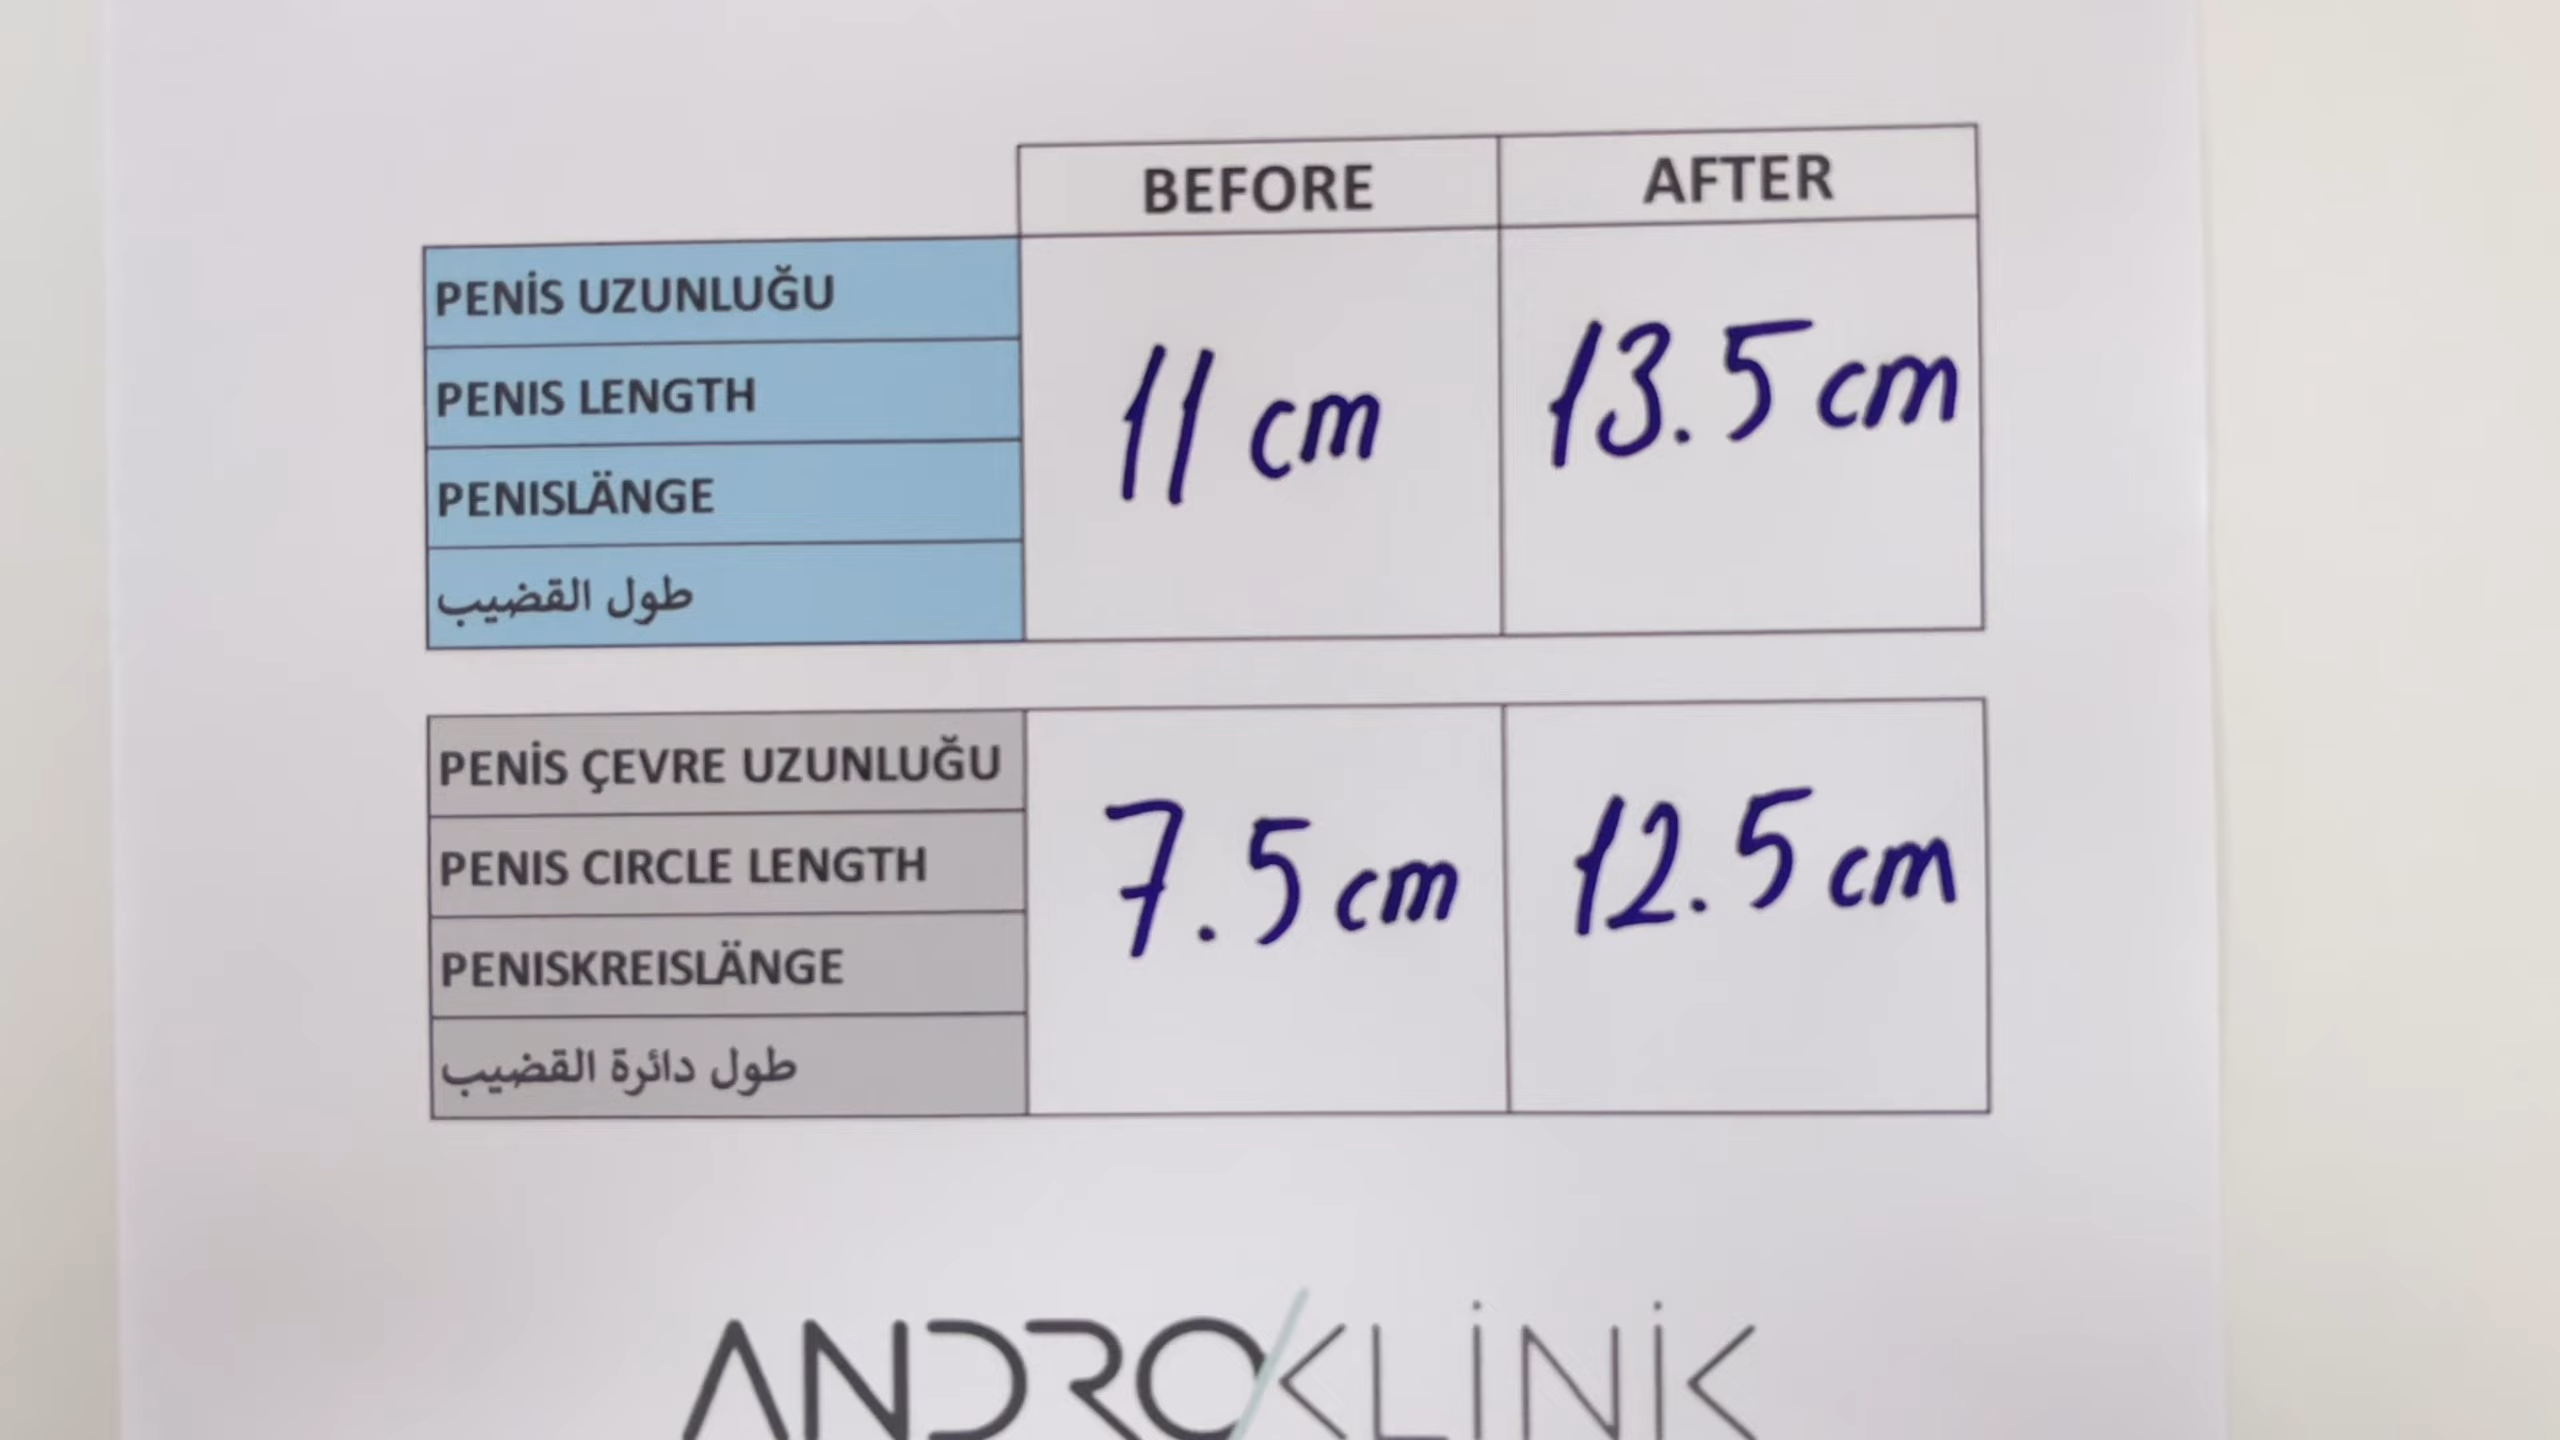 BEFORE AFTER
PENİS UZUNLUĞU
PENIS LENGTH
PENISLÄNGE
طول القضيب
11 cm 13.5 cm
PENİS ÇEVRE UZUNLUĞU
PENIS CIRCLE LENGTH
PENISKREISLÄNGE
طول دائرة القضيب
7.5 cm 12.5 cm
ANDROKLİNİK